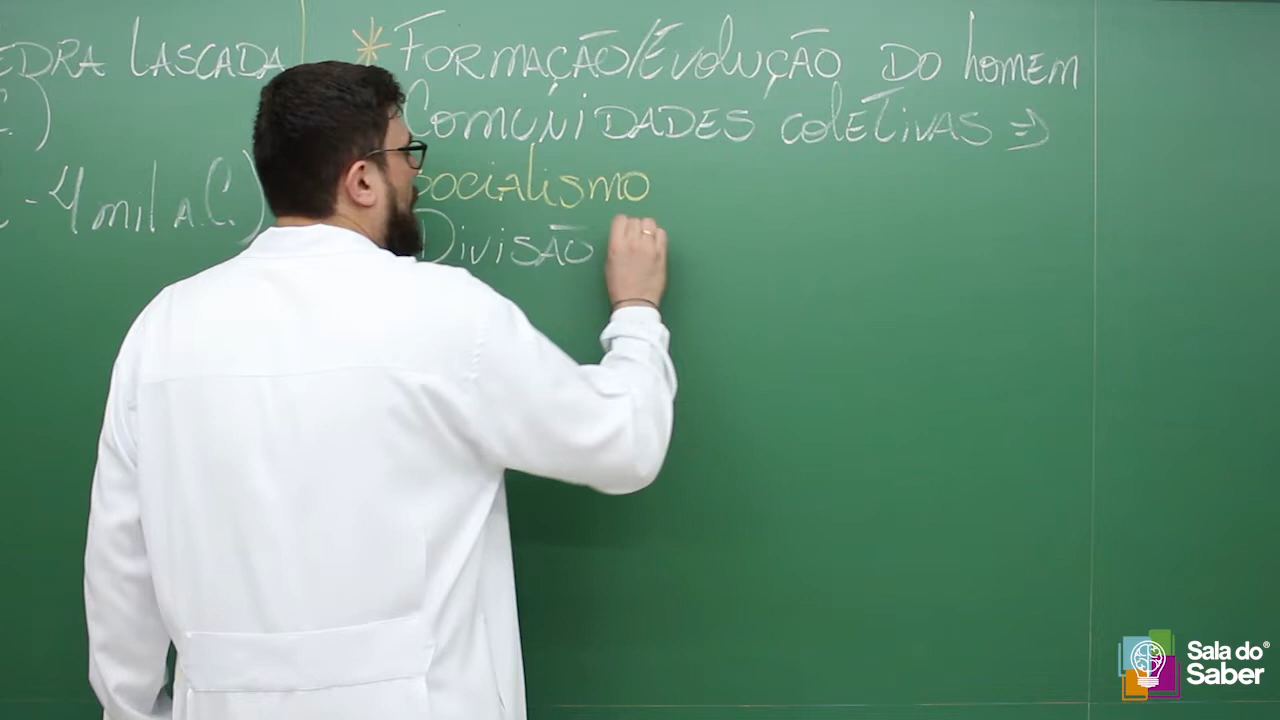 EDRA LASCADA
C.)
- 4 mil A.C.)
* FORMAÇÃO/EVOLUÇÃO DO homem
COMUNIDADES COLETIVAS =>
SOCIALISMO
DIVISÃO
Sala do®
Saber